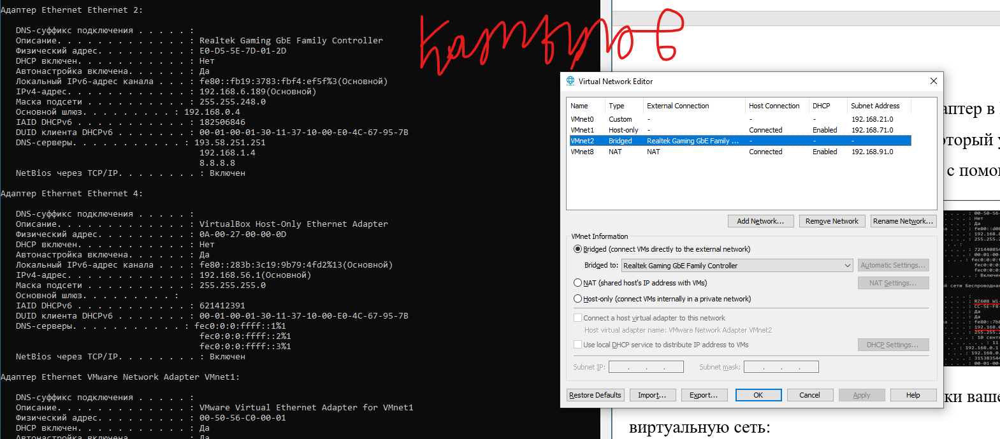 Адаптер Ethernet Ethernet 2:
DNS-суффикс подключения . . . . . :
Описание. . . . . . . . . . . . . : Realtek Gaming GbE Family Controller
Физический адрес. . . . . . . . . : E0-D5-5E-7D-01-2D
DHCP включен. . . . . . . . . . . : Нет
Автонастройка включена. . . . . . : Да
Локальный IPv6-адрес канала . . . : fe80::fb19:3783:fbf4:ef5f%3(Основной)
IPv4-адрес. . . . . . . . . . . . : 192.168.6.189(Основной)
Маска подсети . . . . . . . . . . : 255.255.248.0
Основной шлюз. . . . . . . . . : 192.168.0.4
IAID DHCPv6 . . . . . . . . . . . : 182506846
DUID клиента DHCPv6 . . . . . . . : 00-01-00-01-30-11-37-10-00-E0-4C-67-95-7B
DNS-серверы. . . . . . . . . . . : 193.58.251.251
192.168.1.4
8.8.8.8
NetBios через TCP/IP. . . . . . . . : Включен
Адаптер Ethernet Ethernet 4:
DNS-суффикс подключения . . . . . :
Описание. . . . . . . . . . . . . : VirtualBox Host-Only Ethernet Adapter
Физический адрес. . . . . . . . . : 0A-00-27-00-00-0D
DHCP включен. . . . . . . . . . . : Нет
Автонастройка включена. . . . . . : Да
Локальный IPv6-адрес канала . . . : fe80::283b:3c19:9b79:4fd2%13(Основной)
IPv4-адрес. . . . . . . . . . . . : 192.168.56.1(Основной)
Маска подсети . . . . . . . . . . : 255.255.255.0
Основной шлюз. . . . . . . . . :
IAID DHCPv6 . . . . . . . . . . . : 621412391
DUID клиента DHCPv6 . . . . . . . : 00-01-00-01-30-11-37-10-00-E0-4C-67-95-7B
DNS-серверы. . . . . . . . . . . : fec0:0:0:ffff::1%1
fec0:0:0:ffff::2%1
fec0:0:0:ffff::3%1
NetBios через TCP/IP. . . . . . . . : Включен
Адаптер Ethernet VMware Network Adapter VMnet1:
DNS-суффикс подключения . . . . . :
Описание. . . . . . . . . . . . . : VMware Virtual Ethernet Adapter for VMnet1
Физический адрес. . . . . . . . . : 00-50-56-C0-00-01
DHCP включен. . . . . . . . . . . : Да
Автонастройка включена. . . . . . : Да
Virtual Network Editor
Name Type External Connection Host Connection DHCP Subnet Address
VMnet0 Custom - - - 192.168.21.0
VMnet1 Host-only - Connected Enabled 192.168.71.0
VMnet2 Bridged Realtek Gaming GbE Family ... - - -
VMnet8 NAT NAT Connected Enabled 192.168.91.0
Add Network... Remove Network Rename Network...
VMnet Information
Bridged (connect VMs directly to the external network)
Bridged to: Realtek Gaming GbE Family Controller Automatic Settings...
NAT (shared host's IP address with VMs) NAT Settings...
Host-only (connect VMs internally in a private network)
Connect a host virtual adapter to this network
Host virtual adapter name: VMware Network Adapter VMnet2
Use local DHCP service to distribute IP address to VMs DHCP Settings...
Subnet IP: . . . Subnet mask: . . .
Restore Defaults Import... Export... OK Cancel Apply Help
аптер в
оторый
с помо
ки ваше
виртуальную сеть: